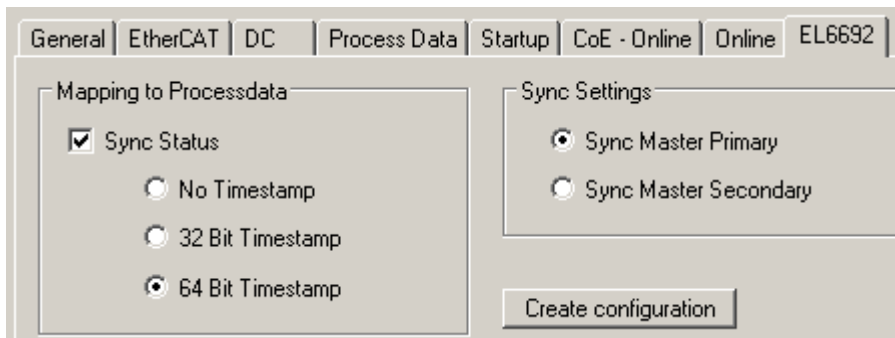 General EtherCAT DC Process Data Startup CoE - Online Online EL6692
Mapping to Processdata
Sync Status
No Timestamp
32 Bit Timestamp
64 Bit Timestamp
Sync Settings
Sync Master Primary
Sync Master Secondary
Create configuration